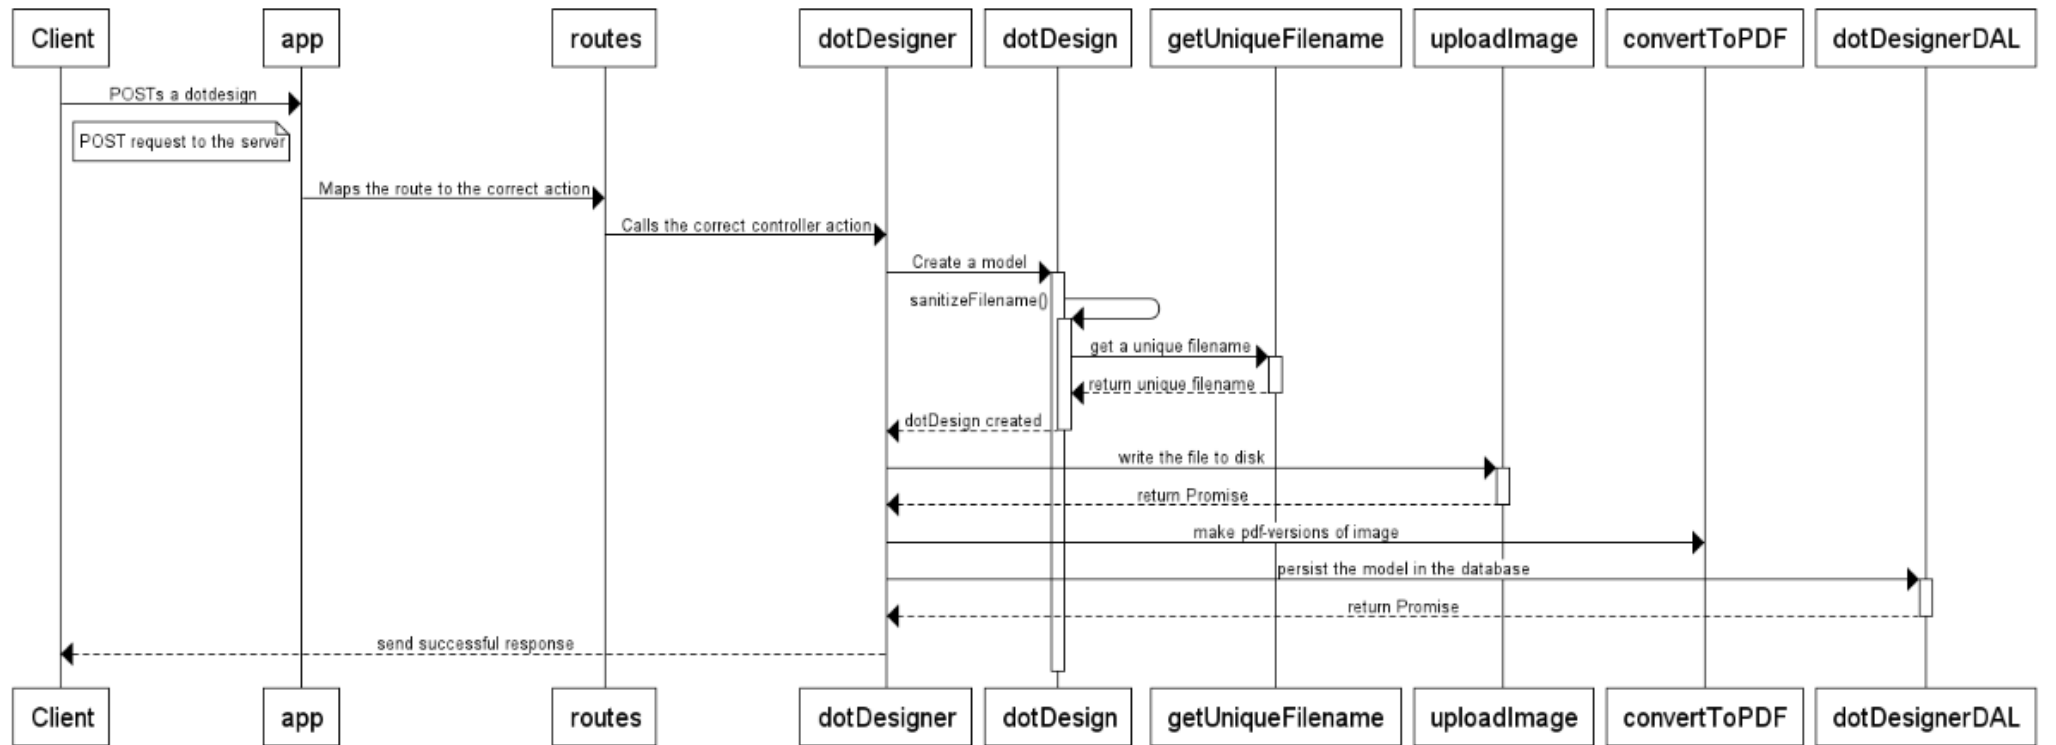 Client app routes dotDesigner dotDesign getUniqueFilename uploadImage convertToPDF dotDesignerDAL
POSTs a dotdesign
POST request to the server
Maps the route to the correct action
Calls the correct controller action
Create a model
sanitizeFilename()
get a unique filename
return unique filename
dotDesign created
write the file to disk
return Promise
make pdf-versions of image
persist the model in the database
return Promise
send successful response
Client app routes dotDesigner dotDesign getUniqueFilename uploadImage convertToPDF dotDesignerDAL